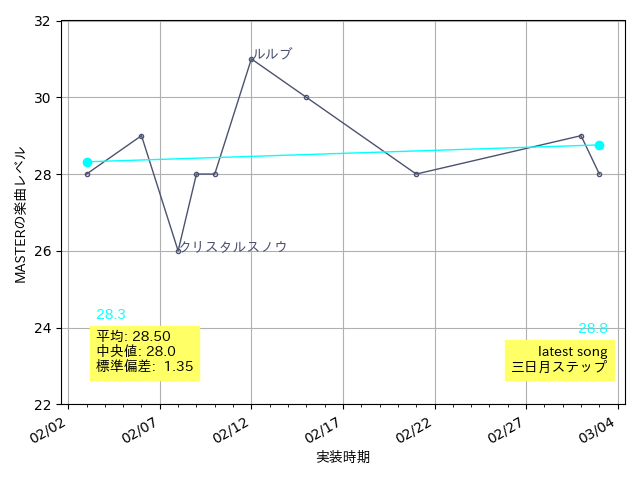 32
30
28
26
24
22
MASTERの楽曲レベル
ルルブ
クリスタルスノウ
28.3
平均: 28.50
中央値: 28.0
標準偏差: 1.35
28.8
latest song
三日月ステップ
02/02
02/07
02/12
02/17
02/22
02/27
03/04
実装時期